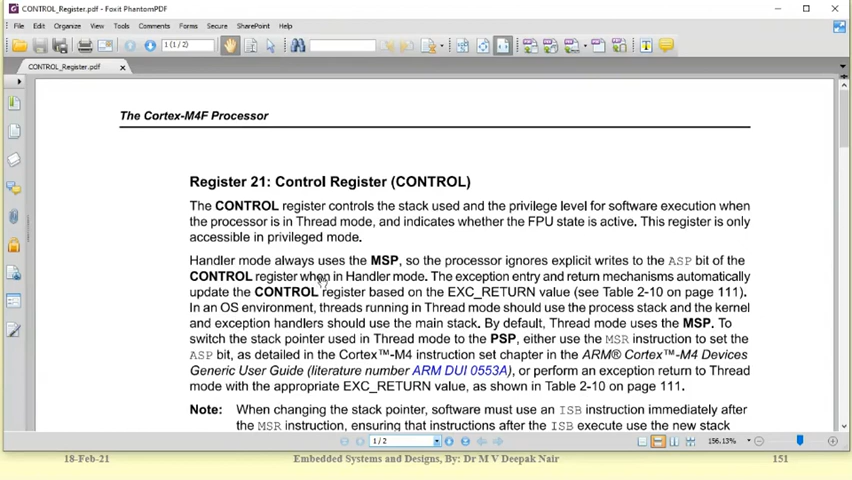 CONTROL_Register.pdf - Foxit PhantomPDF
File Edit Organize View Tools Comments Forms Secure SharePoint Help
1 (1 / 2)
CONTROL_Register.pdf
The Cortex-M4F Processor
Register 21: Control Register (CONTROL)
The CONTROL register controls the stack used and the privilege level for software execution when
the processor is in Thread mode, and indicates whether the FPU state is active. This register is only
accessible in privileged mode.
Handler mode always uses the MSP, so the processor ignores explicit writes to the ASP bit of the
CONTROL register when in Handler mode. The exception entry and return mechanisms automatically
update the CONTROL register based on the EXC_RETURN value (see Table 2-10 on page 111).
In an OS environment, threads running in Thread mode should use the process stack and the kernel
and exception handlers should use the main stack. By default, Thread mode uses the MSP. To
switch the stack pointer used in Thread mode to the PSP, either use the MSR instruction to set the
ASP bit, as detailed in the Cortex™-M4 instruction set chapter in the ARM® Cortex™-M4 Devices
Generic User Guide (literature number ARM DUI 0553A), or perform an exception return to Thread
mode with the appropriate EXC_RETURN value, as shown in Table 2-10 on page 111.
Note: When changing the stack pointer, software must use an ISB instruction immediately after
the MSR instruction, ensuring that instructions after the ISB execute use the new stack
1 / 2
156.13%
18-Feb-21 Embedded Systems and Designs, By: Dr M V Deepak Nair 151